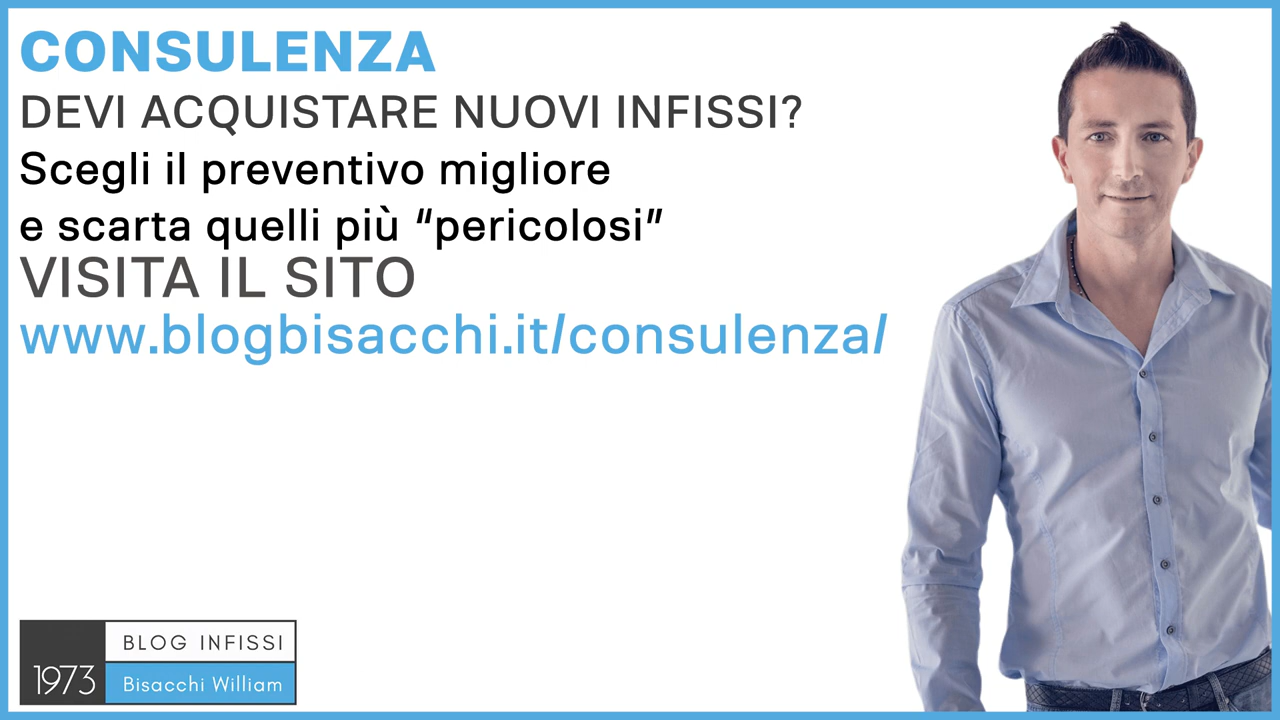 CONSULENZA
DEVI ACQUISTARE NUOVI INFISSI?
Scegli il preventivo migliore
e scarta quelli più “pericolosi”
VISITA IL SITO
www.blogbisacchi.it/consulenza/
BLOG INFISSI
1973
Bisacchi William